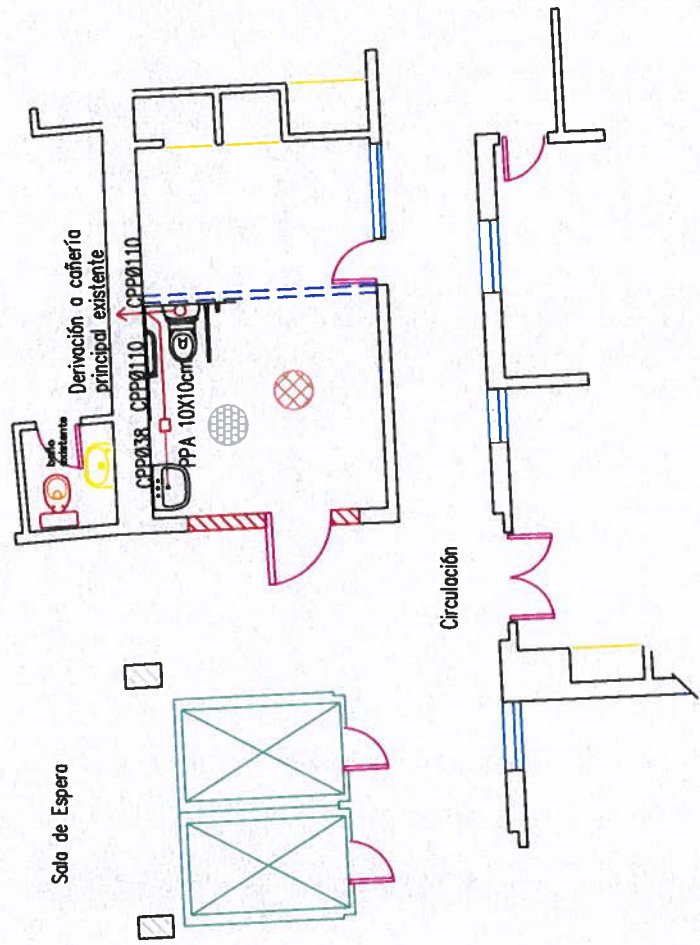 Derivación a cañería
principal existente
baño
existente
CPPØ38
CPPØ110
CPPØ110
PPA 10X10cm
Circulación
Sala de Espera